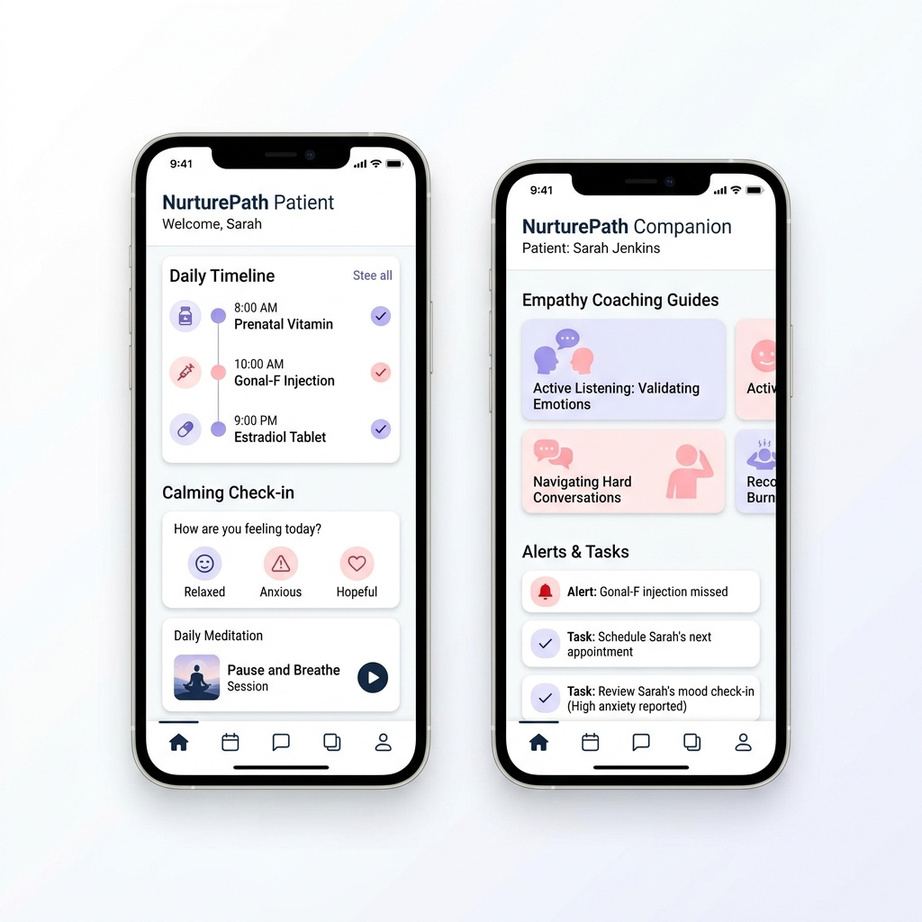 9:41
NurturePath Patient
Welcome, Sarah
Daily Timeline
Stee all
8:00 AM
Prenatal Vitamin
10:00 AM
Gonal-F Injection
9:00 PM
Estradiol Tablet
Calming Check-in
How are you feeling today?
Relaxed
Anxious
Hopeful
Daily Meditation
Pause and Breathe
Session
9:41
NurturePath Companion
Patient: Sarah Jenkins
Empathy Coaching Guides
Active Listening: Validating
Emotions
Activ
Navigating Hard
Conversations
Reco
Burn
Alerts & Tasks
Alert: Gonal-F injection missed
Task: Schedule Sarah's next
appointment
Task: Review Sarah's mood check-in
(High anxiety reported)